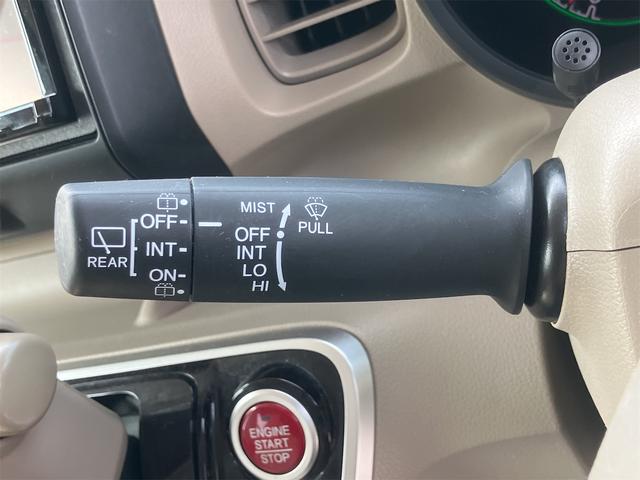 OFF
INT
ON
REAR
MIST
OFF
INT
LO
HI
PULL
ENGINE
START
STOP